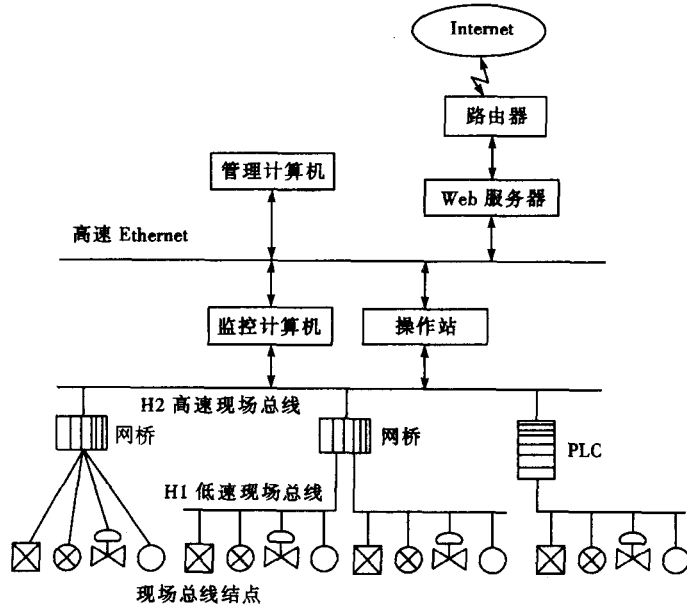 Internet
路由器
管理计算机
Web 服务器
高速 Ethernet
监控计算机
操作站
H2 高速现场总线
网桥
网桥
PLC
H1 低速现场总线
现场总线结点